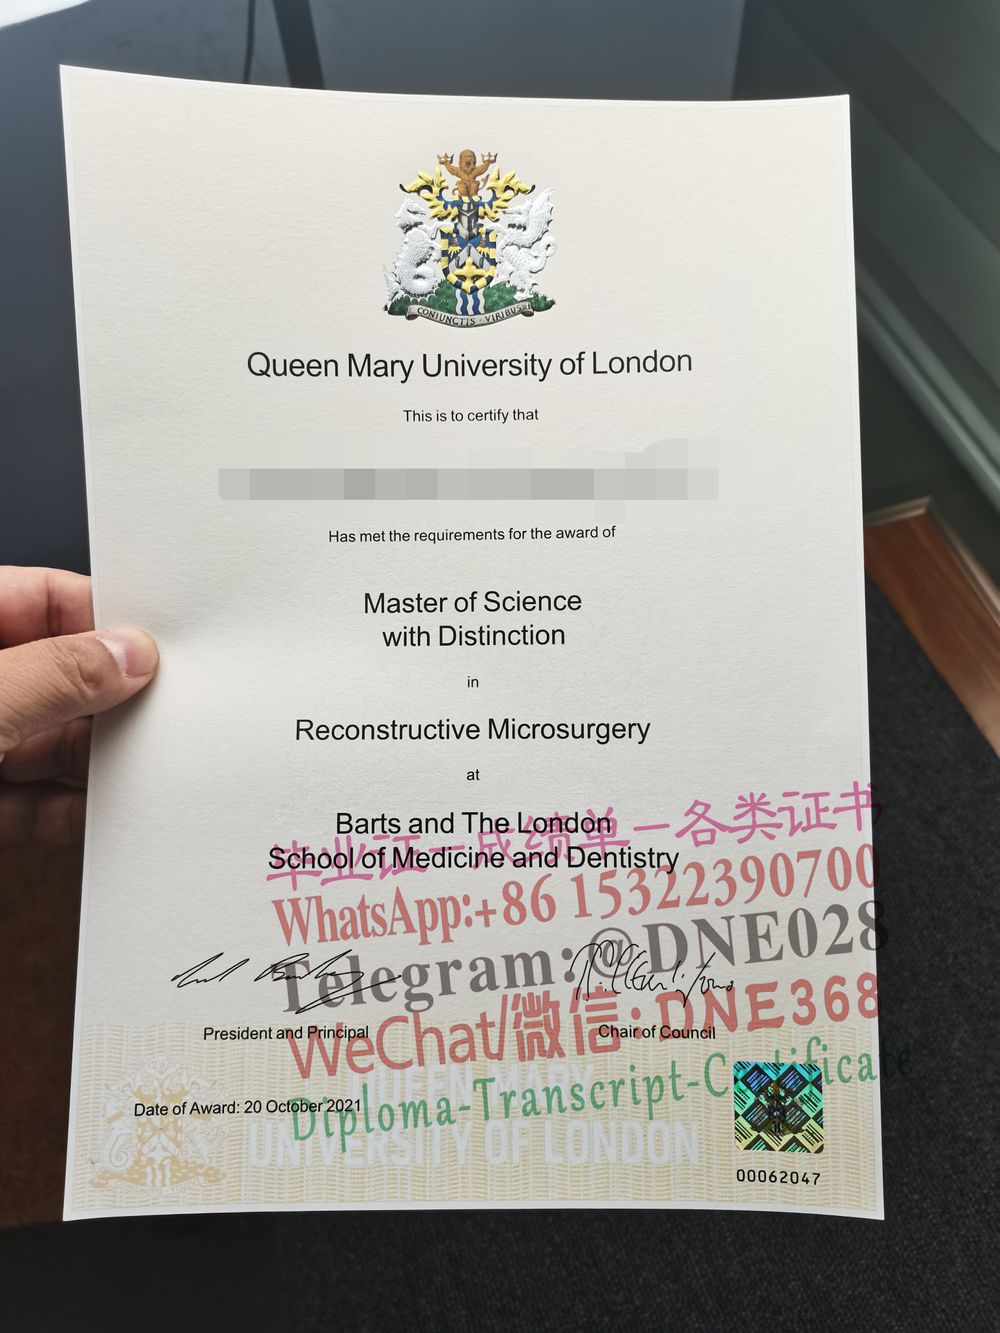 CONIUNCTIS · VIRIBUS
Queen Mary University of London
This is to certify that
Has met the requirements for the award of
Master of Science
with Distinction
in
Reconstructive Microsurgery
at
Barts and The London
School of Medicine and Dentistry
毕业证－成绩单－各类证书
WhatsApp:+86 15322390700
Telegram:@DNE028
President and Principal
Chair of Council
WeChat/微信:DNE368
Diploma-Transcript-Certificate
Date of Award: 20 October 2021
QUEEN MARY
UNIVERSITY OF LONDON
00062047